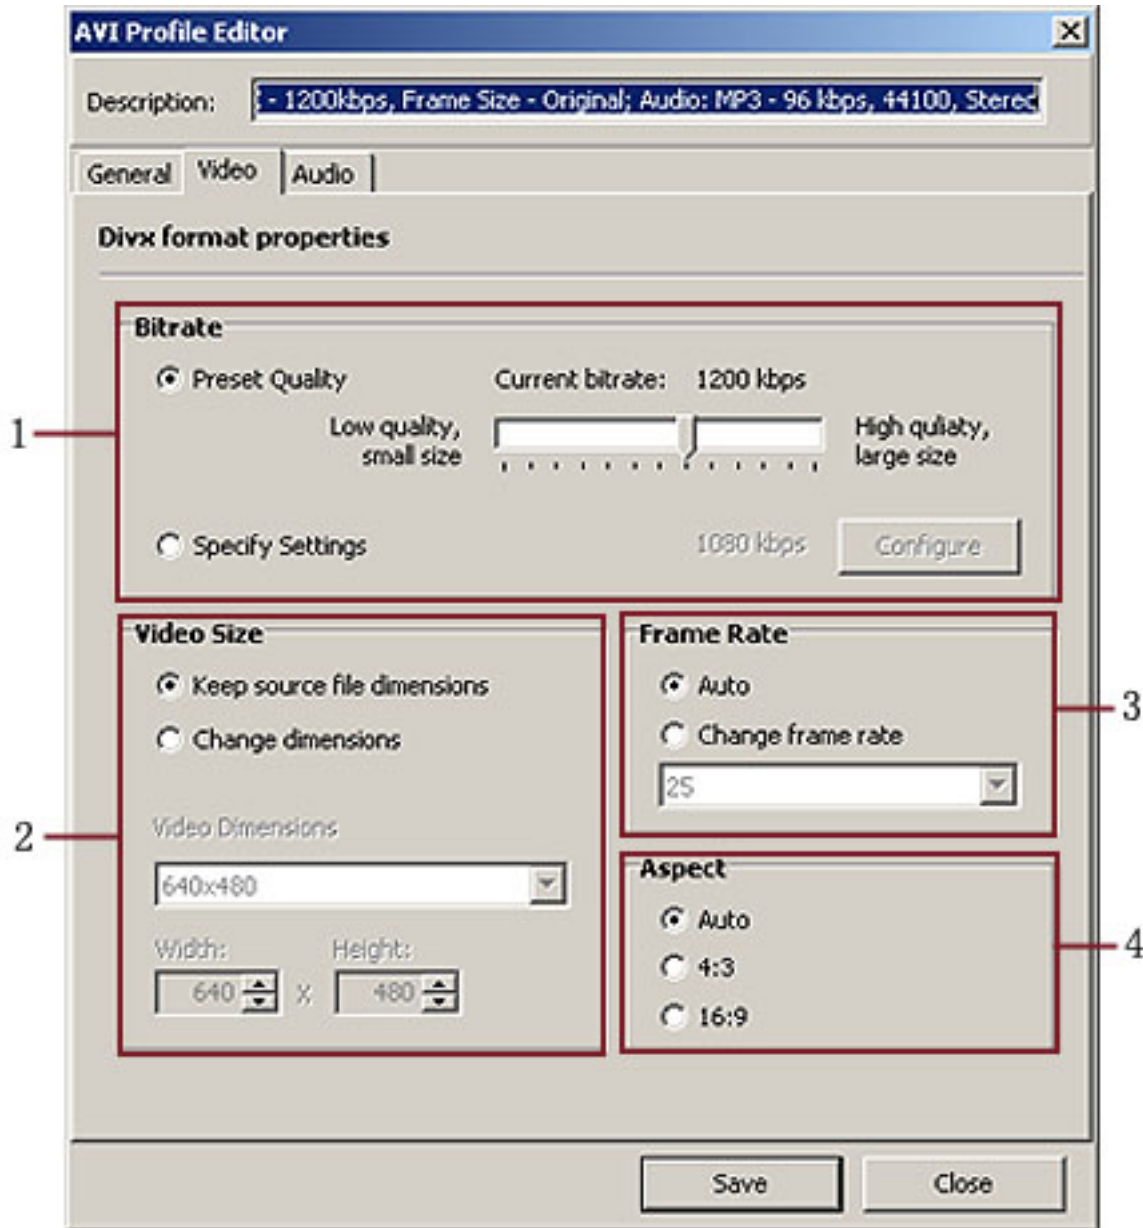 AVI Profile Editor
Description: - 1200kbps, Frame Size - Original; Audio: MP3 - 96 kbps, 44100, Stereo
General Video Audio
Divx format properties
Bitrate
Preset Quality Current bitrate: 1200 kbps
Low quality, small size
High quliaty, large size
1
Specify Settings 1080 kbps Configure
Video Size
Keep source file dimensions
Change dimensions
Video Dimensions
640x480
Width: Height:
640 X 480
2
Frame Rate
Auto
Change frame rate
25
3
Aspect
Auto
4:3
16:9
4
Save Close